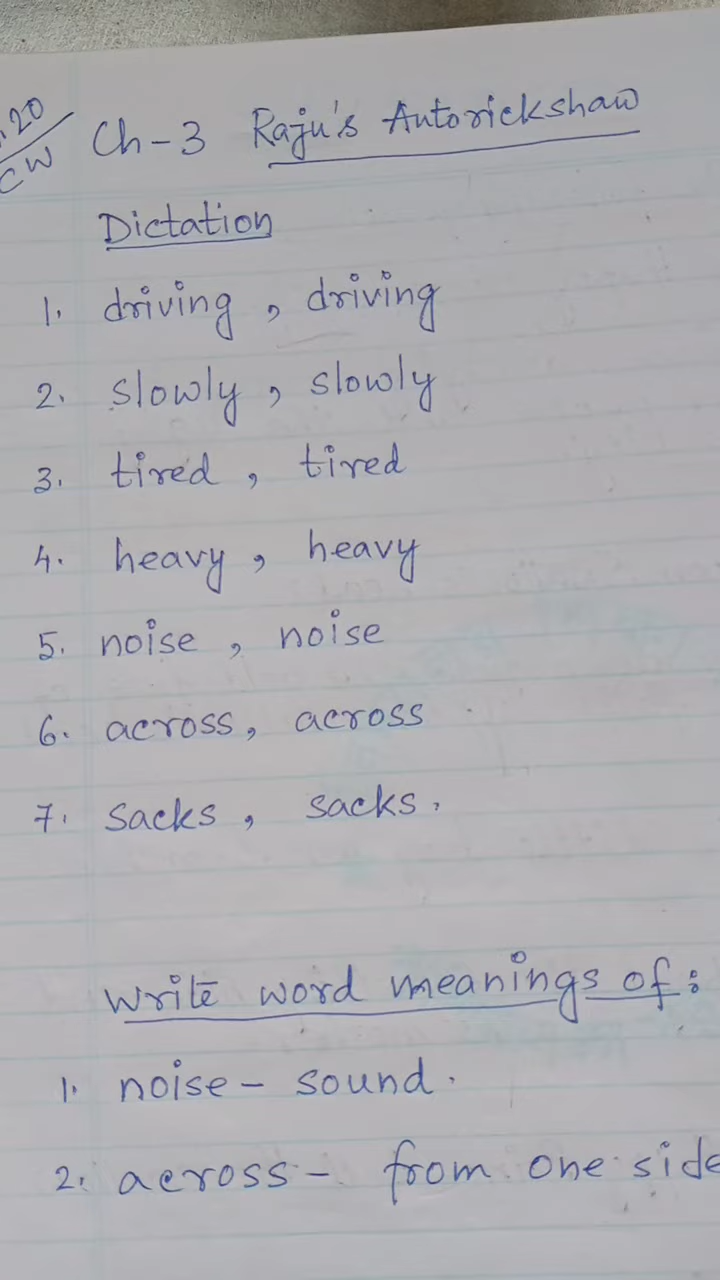 .20
CW
Ch-3 Raju's Autorickshaw
Dictation
1. driving, driving
2. slowly, slowly
3. tired, tired
4. heavy, heavy
5. noise, noise
6. across, across
7. sacks, sacks.
Write word meanings of:
1. noise - sound.
2. across - from one side